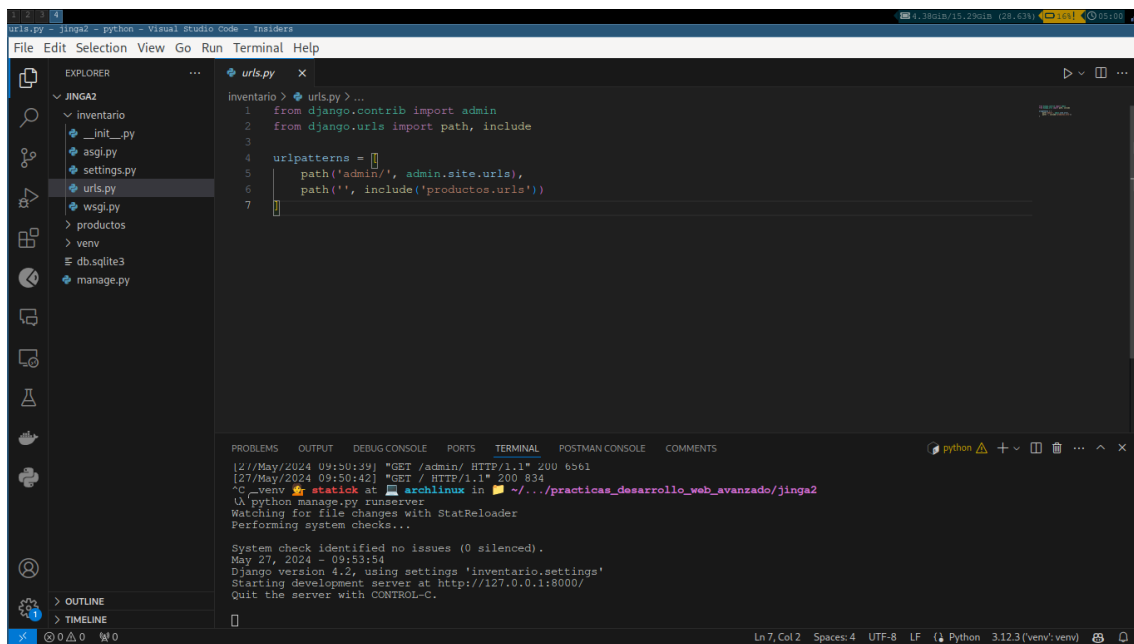 1 2 3 4
4.38GiB/15.29GiB (28.63%) 16%! 05:00
urls.py - jinga2 - python - Visual Studio Code - Insiders
File Edit Selection View Go Run Terminal Help
EXPLORER ...
JINGA2
inventario
__init__.py
asgi.py
settings.py
urls.py
wsgi.py
productos
venv
db.sqlite3
manage.py
OUTLINE
TIMELINE
urls.py
inventario > urls.py > ...
1 from django.contrib import admin
2 from django.urls import path, include
3
4 urlpatterns = [
5 path('admin/', admin.site.urls),
6 path('', include('productos.urls'))
7 ]
PROBLEMS OUTPUT DEBUG CONSOLE PORTS TERMINAL POSTMAN CONSOLE COMMENTS
python
[27/May/2024 09:50:39] "GET /admin/ HTTP/1.1" 200 6561
[27/May/2024 09:50:42] "GET / HTTP/1.1" 200 834
^C venv statick at archlinux in ~/.../practicas_desarrollo_web_avanzado/jinga2
λ python manage.py runserver
Watching for file changes with StatReloader
Performing system checks...
System check identified no issues (0 silenced).
May 27, 2024 - 09:53:54
Django version 4.2, using settings 'inventario.settings'
Starting development server at http://127.0.0.1:8000/
Quit the server with CONTROL-C.
1
0 0 0 Ln 7, Col 2 Spaces: 4 UTF-8 LF Python 3.12.3 ('venv': venv)